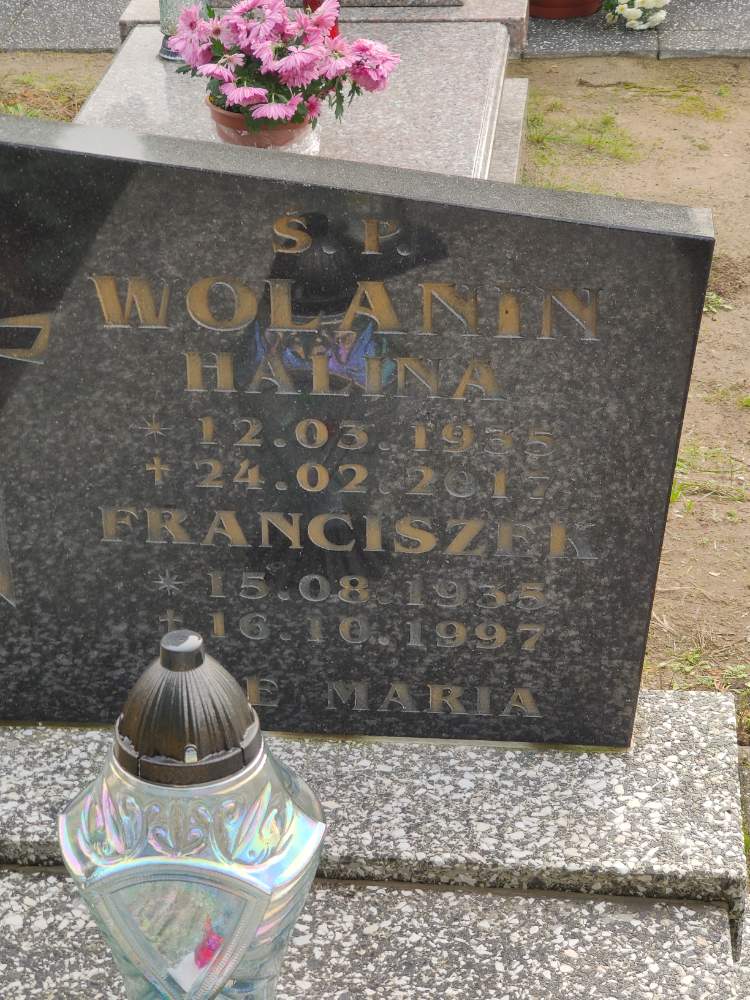 Ś. P.
WOLANIN
HALINA
* 12.03.1935
† 24.02.2017
FRANCISZEK
* 15.08.1935
† 16.10.1997
MARIA